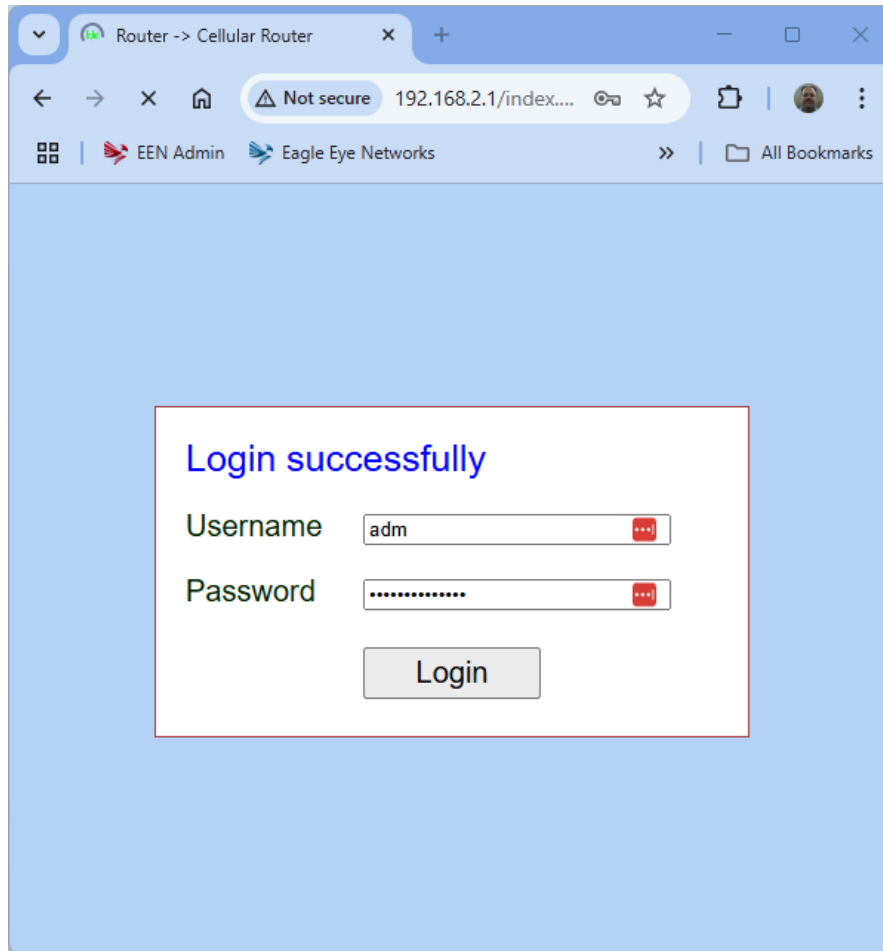 Router -> Cellular Router
Not secure 192.168.2.1/index....
EEN Admin Eagle Eye Networks All Bookmarks
Login successfully
Username adm
Password ••••••••••••••
Login